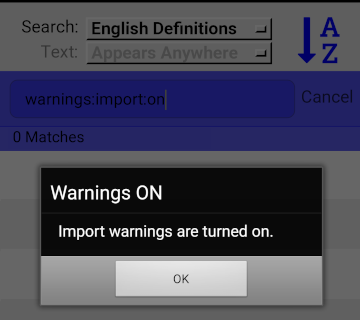 Search: English Definitions
Text: Appears Anywhere
A
Z
warnings:import:on
Cancel
0 Matches
Warnings ON
Import warnings are turned on.
OK